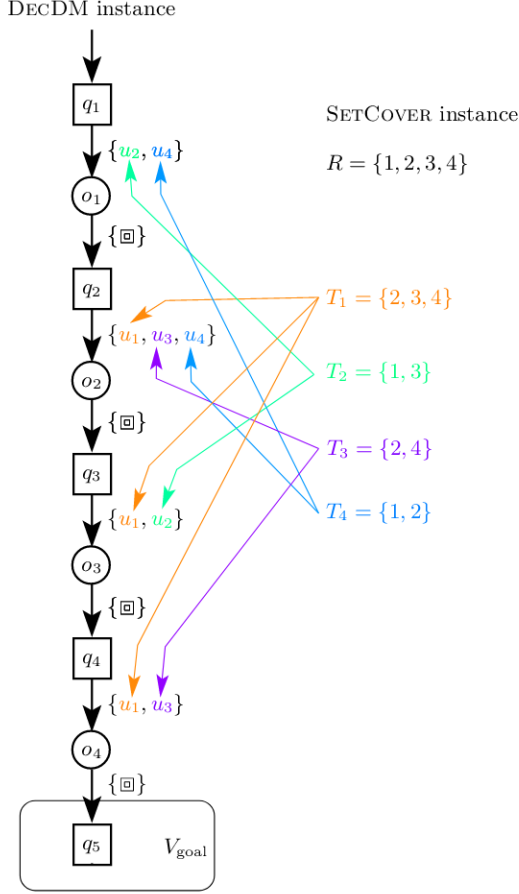 DECDM instance
q₁
SETCOVER instance
{u₂, u₄}
R = {1, 2, 3, 4}
o₁
{⧈}
q₂
T₁ = {2, 3, 4}
{u₁, u₃, u₄}
T₂ = {1, 3}
o₂
{⧈}
T₃ = {2, 4}
q₃
T₄ = {1, 2}
{u₁, u₂}
o₃
{⧈}
q₄
{u₁, u₃}
o₄
{⧈}
q₅
V_goal